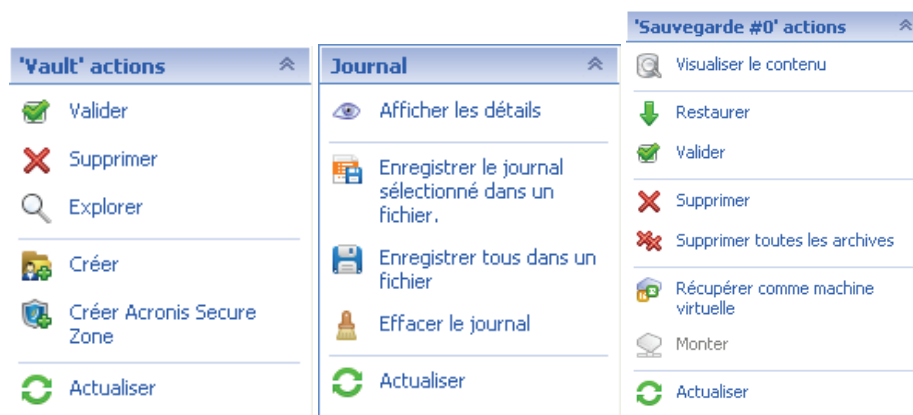 'Vault' actions
Valider
Supprimer
Explorer
Créer
Créer Acronis Secure
Zone
Actualiser
Journal
Afficher les détails
Enregistrer le journal
sélectionné dans un
fichier.
Enregistrer tous dans un
fichier
Effacer le journal
Actualiser
'Sauvegarde #0' actions
Visualiser le contenu
Restaurer
Valider
Supprimer
Supprimer toutes les archives
Récupérer comme machine
virtuelle
Monter
Actualiser